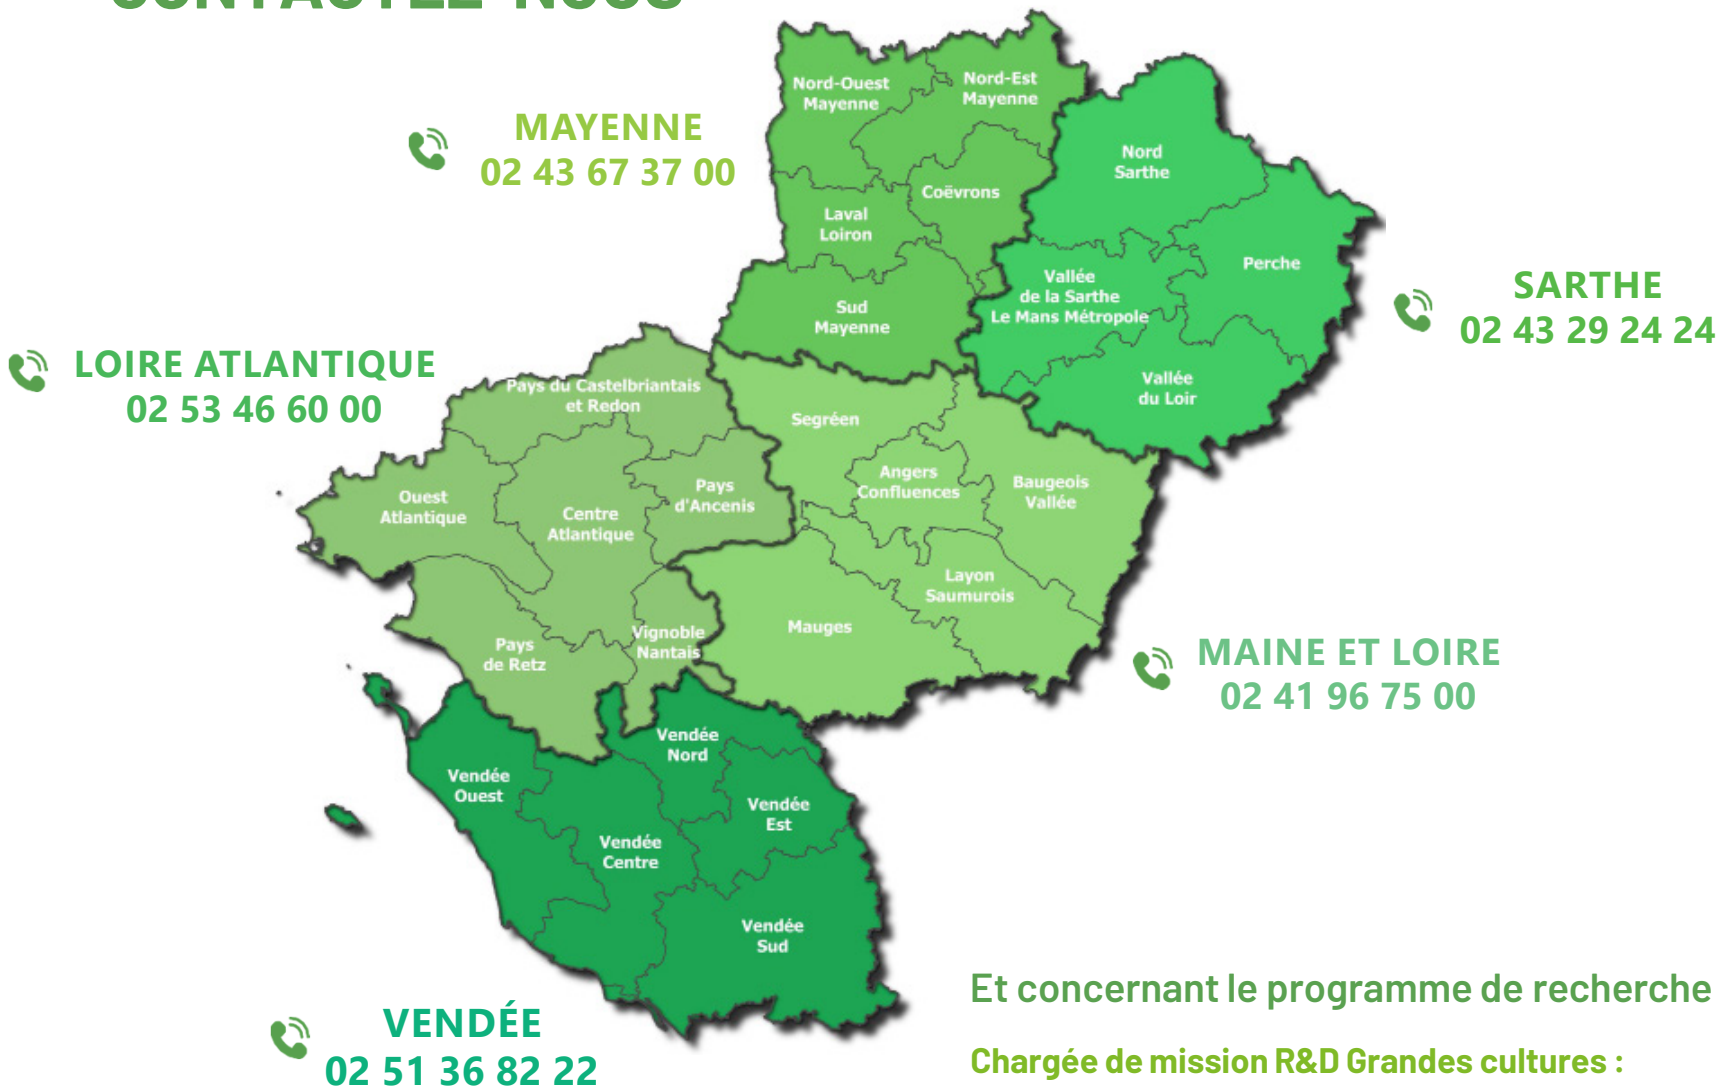 CONTACTEZ-NOUS
MAYENNE
02 43 67 37 00
Nord-Ouest
Mayenne
Nord-Est
Mayenne
Coëvrons
Laval
Loiron
Sud
Mayenne
Nord
Sarthe
Perche
Vallée
de la Sarthe
Le Mans Métropole
Vallée
du Loir
SARTHE
02 43 29 24 24
LOIRE ATLANTIQUE
02 53 46 60 00
Pays du Castelbriantais
et Redon
Ouest
Atlantique
Centre
Atlantique
Pays
d'Ancenis
Pays
de Retz
Vignoble
Nantais
Segréen
Angers
Confluences
Baugeois
Vallée
Layon
Saumurois
Mauges
MAINE ET LOIRE
02 41 96 75 00
Vendée
Nord
Vendée
Ouest
Vendée
Est
Vendée
Centre
Vendée
Sud
VENDÉE
02 51 36 82 22
Et concernant le programme de recherche
Chargée de mission R&D Grandes cultures :